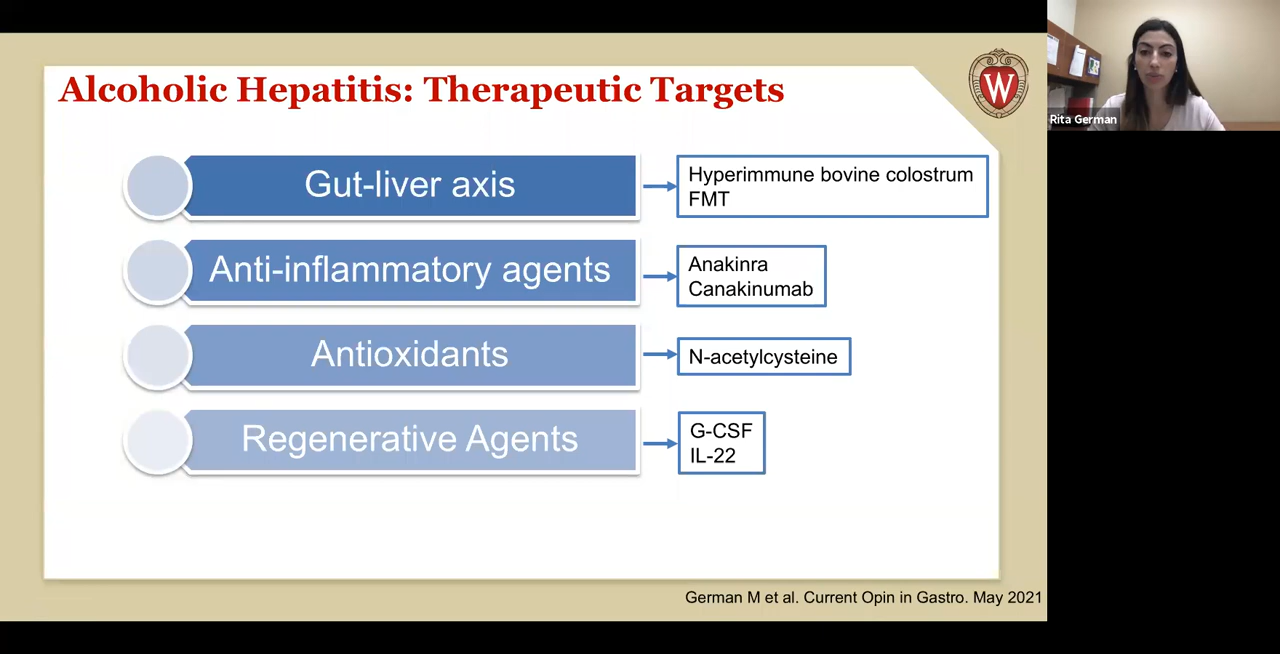 Alcoholic Hepatitis: Therapeutic Targets
W
Rita German
Gut-liver axis
Hyperimmune bovine colostrum
FMT
Anti-inflammatory agents
Anakinra
Canakinumab
Antioxidants
N-acetylcysteine
Regenerative Agents
G-CSF
IL-22
German M et al. Current Opin in Gastro. May 2021